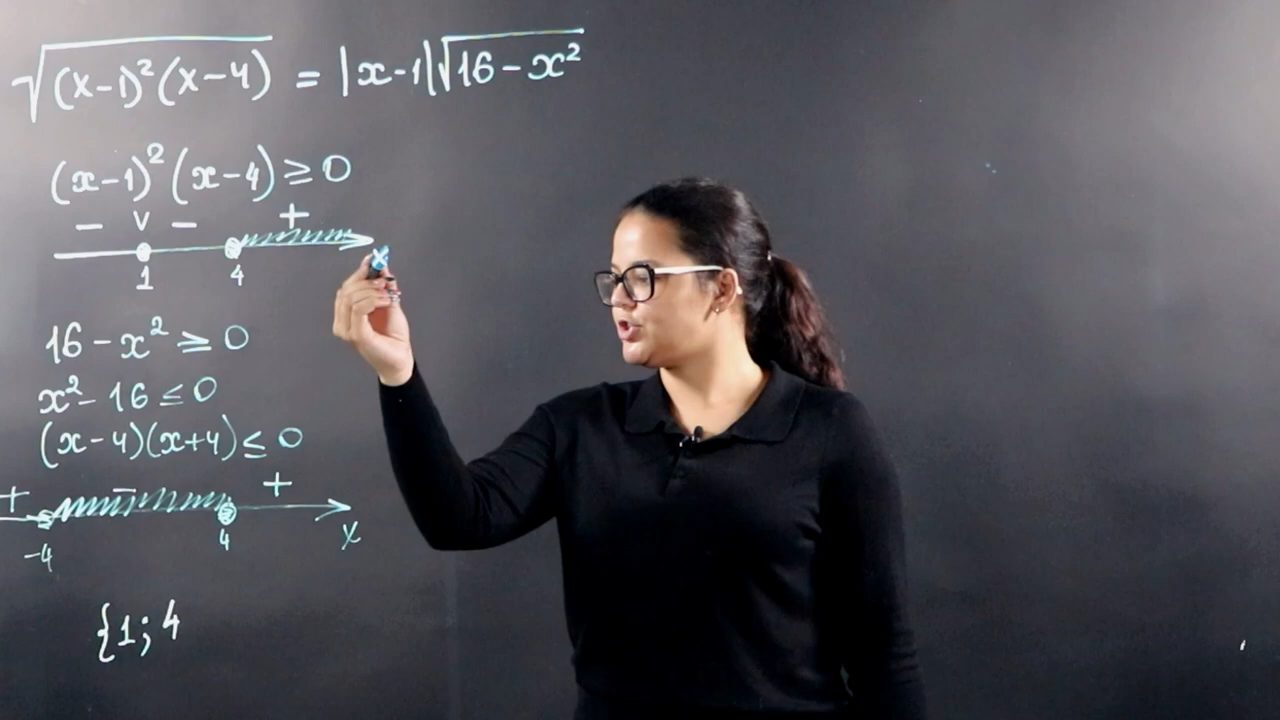 √(x-1)²(x-4) = |x-1|√16-x²
(x-1)²(x-4) ≥ 0
- v - +
1 4
16-x² ≥ 0
x²-16 ≤ 0
(x-4)(x+4) ≤ 0
+ - +
-4 4 x
{1; 4